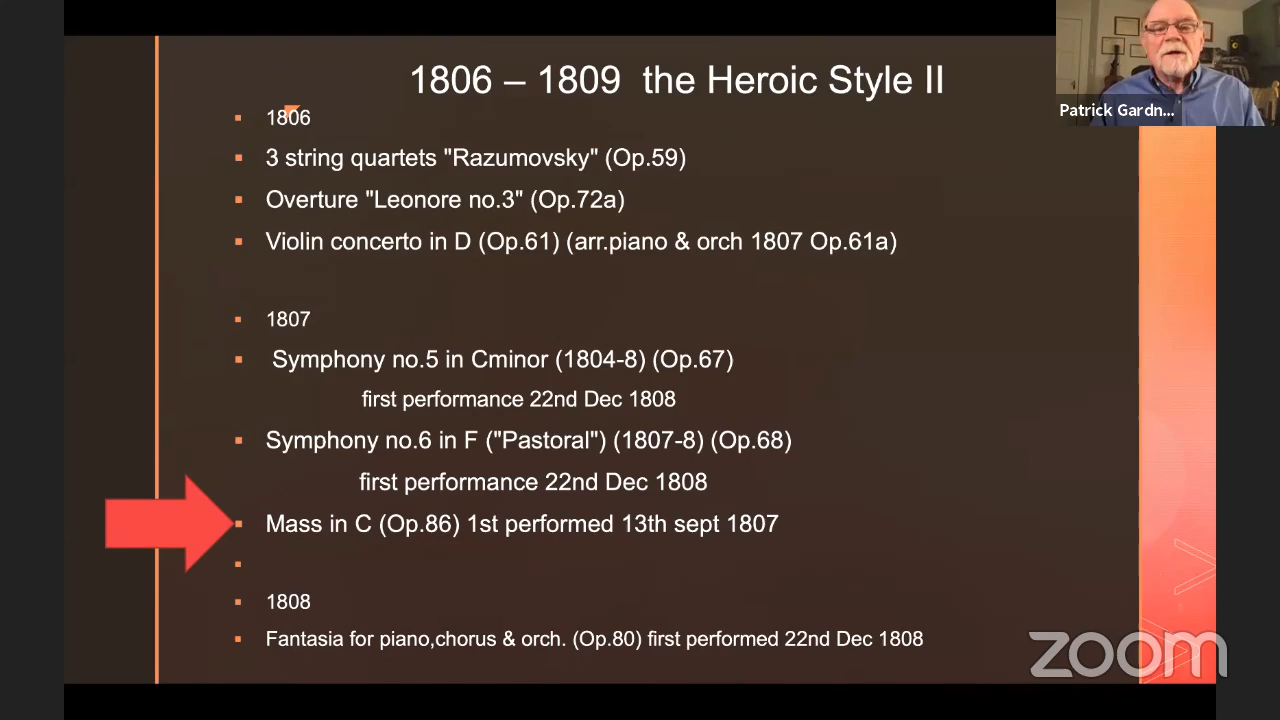 1806 – 1809 the Heroic Style II
1806
3 string quartets "Razumovsky" (Op.59)
Overture "Leonore no.3" (Op.72a)
Violin concerto in D (Op.61) (arr.piano & orch 1807 Op.61a)
1807
Symphony no.5 in Cminor (1804-8) (Op.67)
first performance 22nd Dec 1808
Symphony no.6 in F ("Pastoral") (1807-8) (Op.68)
first performance 22nd Dec 1808
Mass in C (Op.86) 1st performed 13th sept 1807
1808
Fantasia for piano,chorus & orch. (Op.80) first performed 22nd Dec 1808
Patrick Gardn...
zoom